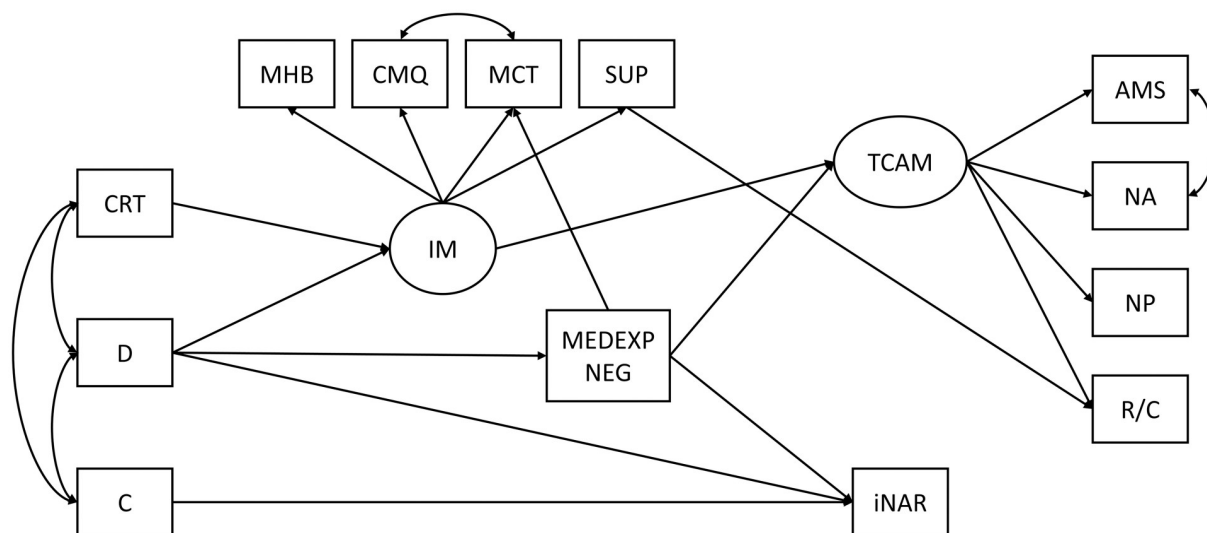 MHB
CMQ
MCT
SUP
AMS
TCAM
NA
CRT
IM
NP
D
MEDEXP
NEG
R/C
C
iNAR